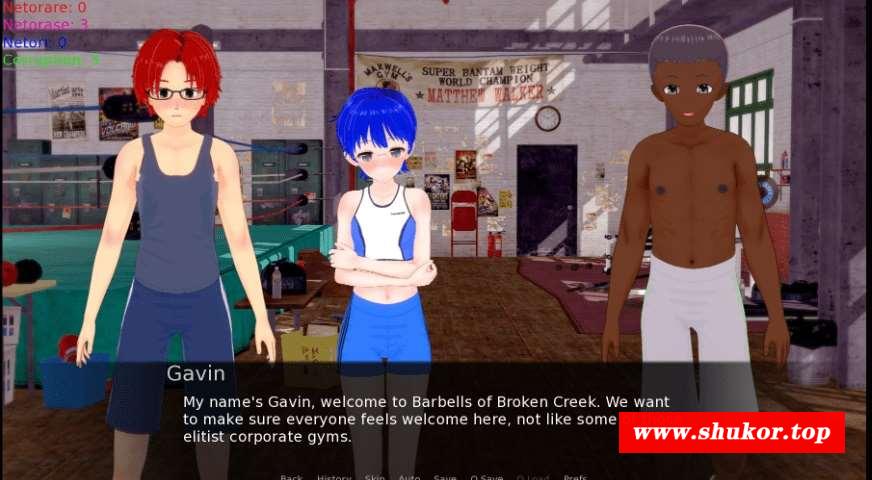 Netorare: 0
Netorase: 3
Netori: 0
Corruption: 3
MAXWELL'S
GYM
SUPER BANTAM WEIGHT
WORLD CHAMPION
★ MATTHEW WALKER ★
Gavin
My name's Gavin, welcome to Barbells of Broken Creek. We want
to make sure everyone feels welcome here, not like some
elitist corporate gyms.
www.shukor.top
Back History Skip Auto Save Q.Save Q.Load Prefs